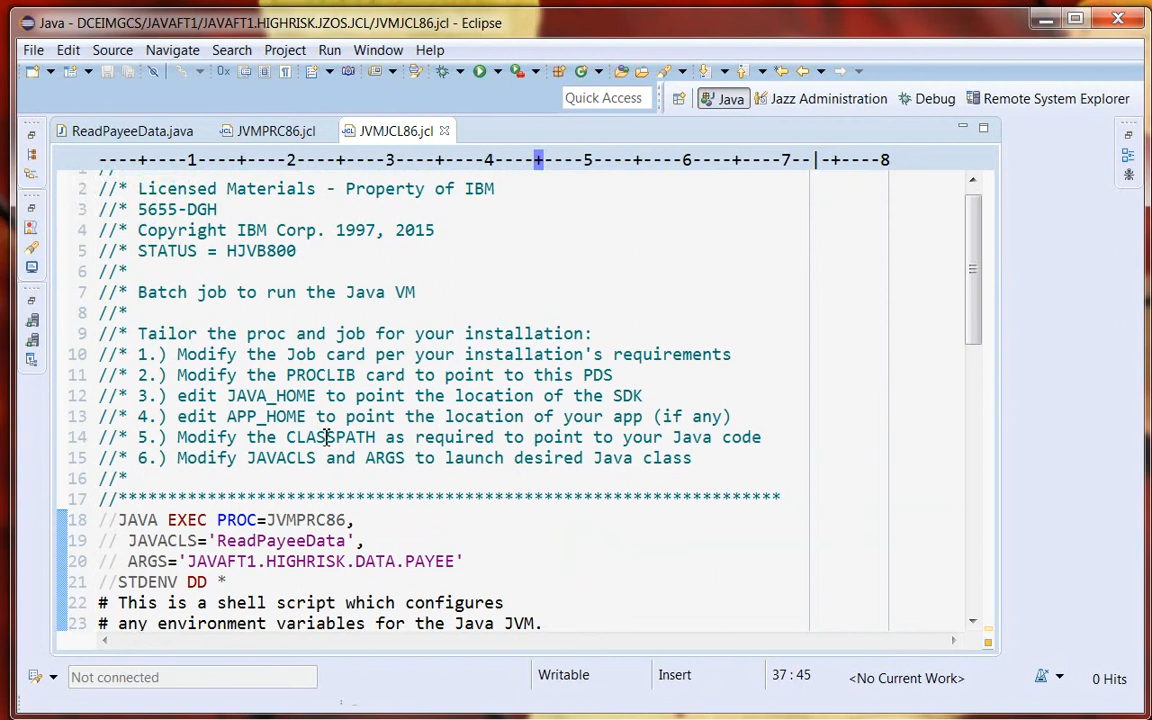 Java - DCEIMGCS/JAVAFT1/JAVAFT1.HIGHRISK.JZOS.JCL/JVMJCL86.jcl - Eclipse
File Edit Source Navigate Search Project Run Window Help
Quick Access Java Jazz Administration Debug Remote System Explorer
ReadPayeeData.java JVMPRC86.jcl JVMJCL86.jcl
----+----1----+----2----+----3----+----4----+----5----+----6----+----7--|-+----8
2 //* Licensed Materials - Property of IBM
3 //* 5655-DGH
4 //* Copyright IBM Corp. 1997, 2015
5 //* STATUS = HJVB800
6 //*
7 //* Batch job to run the Java VM
8 //*
9 //* Tailor the proc and job for your installation:
10 //* 1.) Modify the Job card per your installation's requirements
11 //* 2.) Modify the PROCLIB card to point to this PDS
12 //* 3.) edit JAVA_HOME to point the location of the SDK
13 //* 4.) edit APP_HOME to point the location of your app (if any)
14 //* 5.) Modify the CLASSPATH as required to point to your Java code
15 //* 6.) Modify JAVACLS and ARGS to launch desired Java class
16 //*
17 //*******************************************************************
18 //JAVA EXEC PROC=JVMPRC86,
19 // JAVACLS='ReadPayeeData',
20 // ARGS='JAVAFT1.HIGHRISK.DATA.PAYEE'
21 //STDENV DD *
22 # This is a shell script which configures
23 # any environment variables for the Java JVM.
Not connected Writable Insert 37 : 45 <No Current Work> 0 Hits